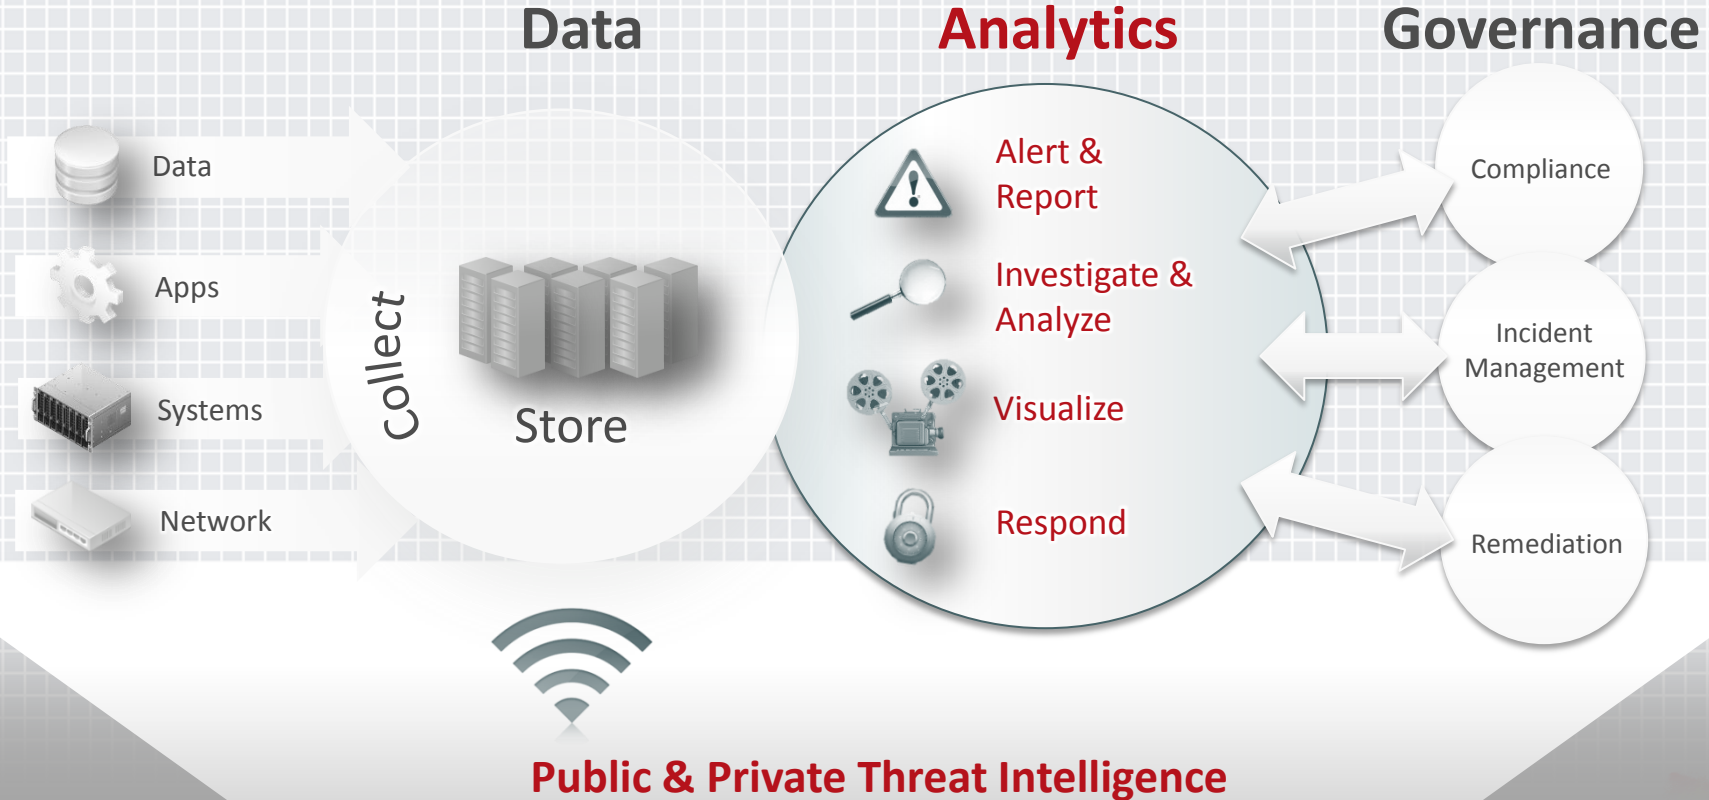 Data
Analytics
Governance
Data
Apps
Systems
Network
Collect
Store
Alert &
Report
Investigate &
Analyze
Visualize
Respond
Compliance
Incident
Management
Remediation
Public & Private Threat Intelligence